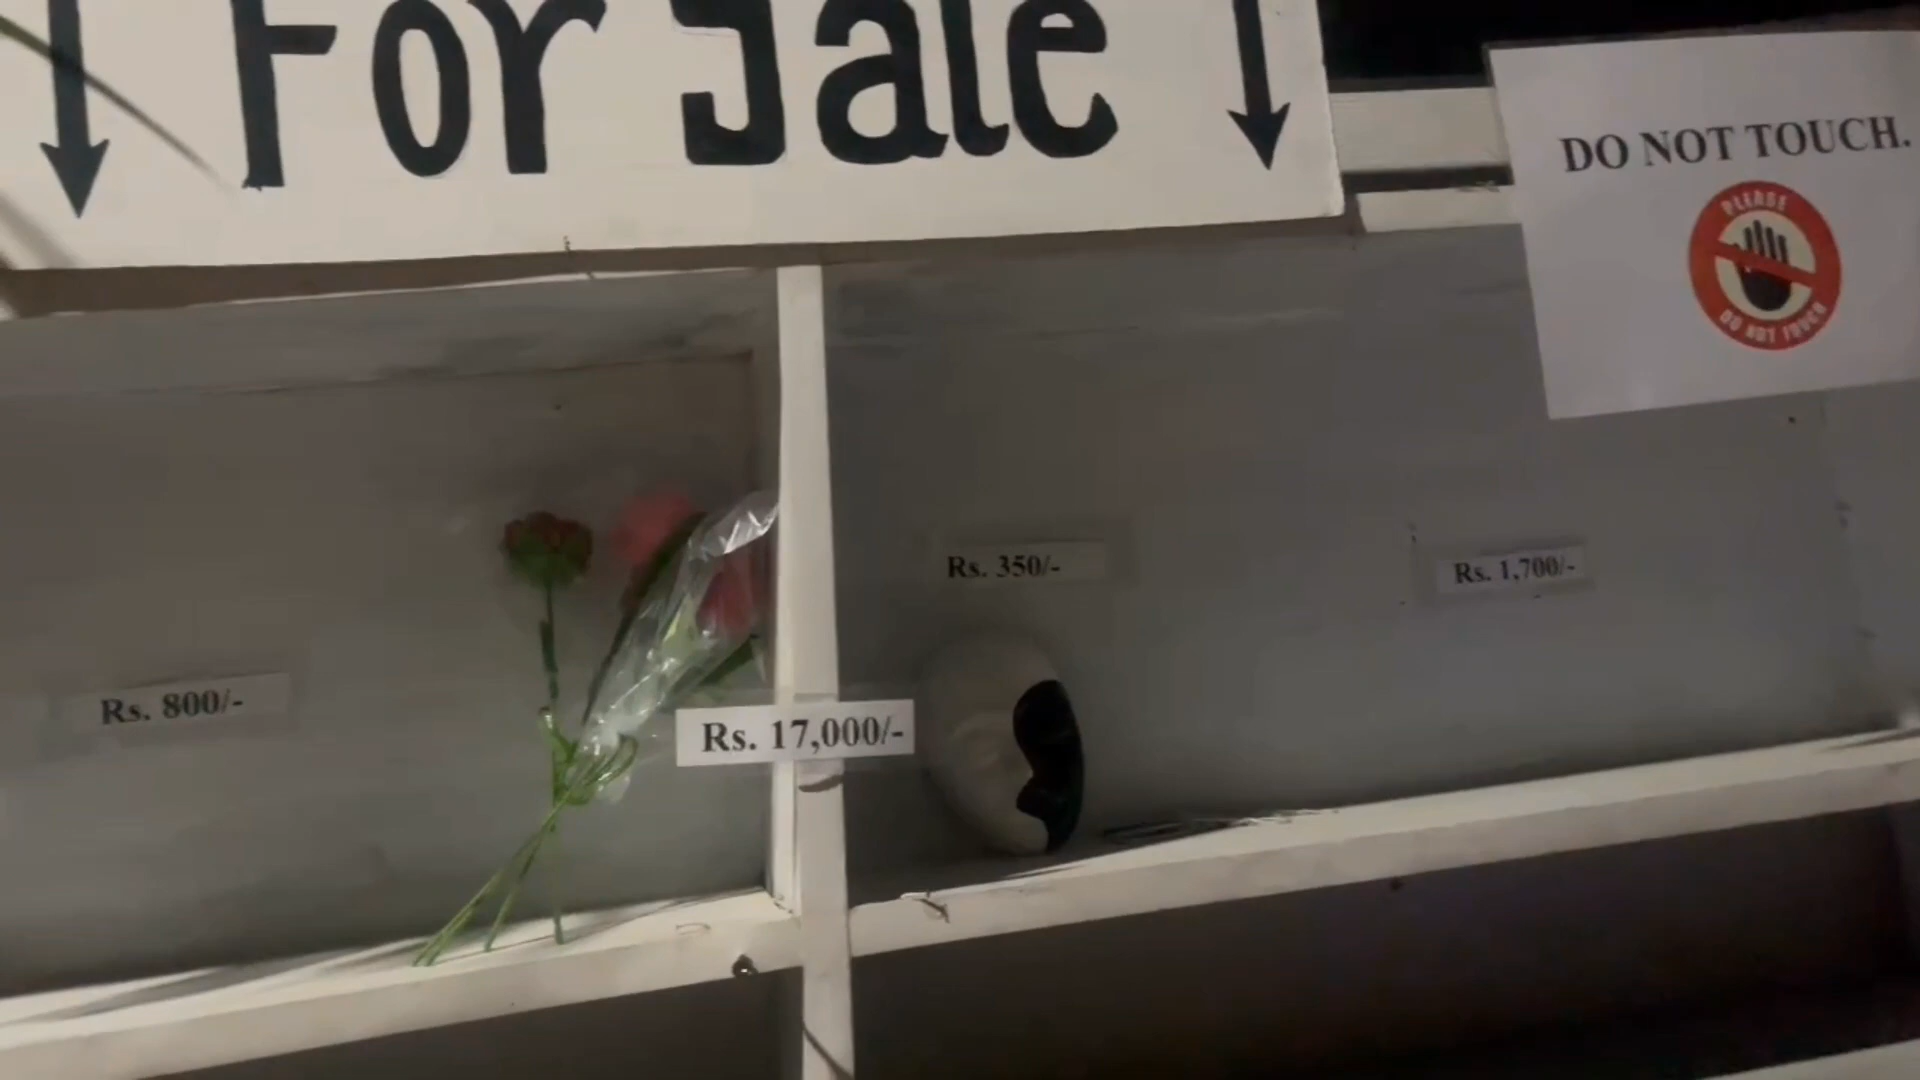 For Sale
DO NOT TOUCH.
PLEASE
DO NOT TOUCH
Rs. 350/-
Rs. 1,700/-
Rs. 800/-
Rs. 17,000/-